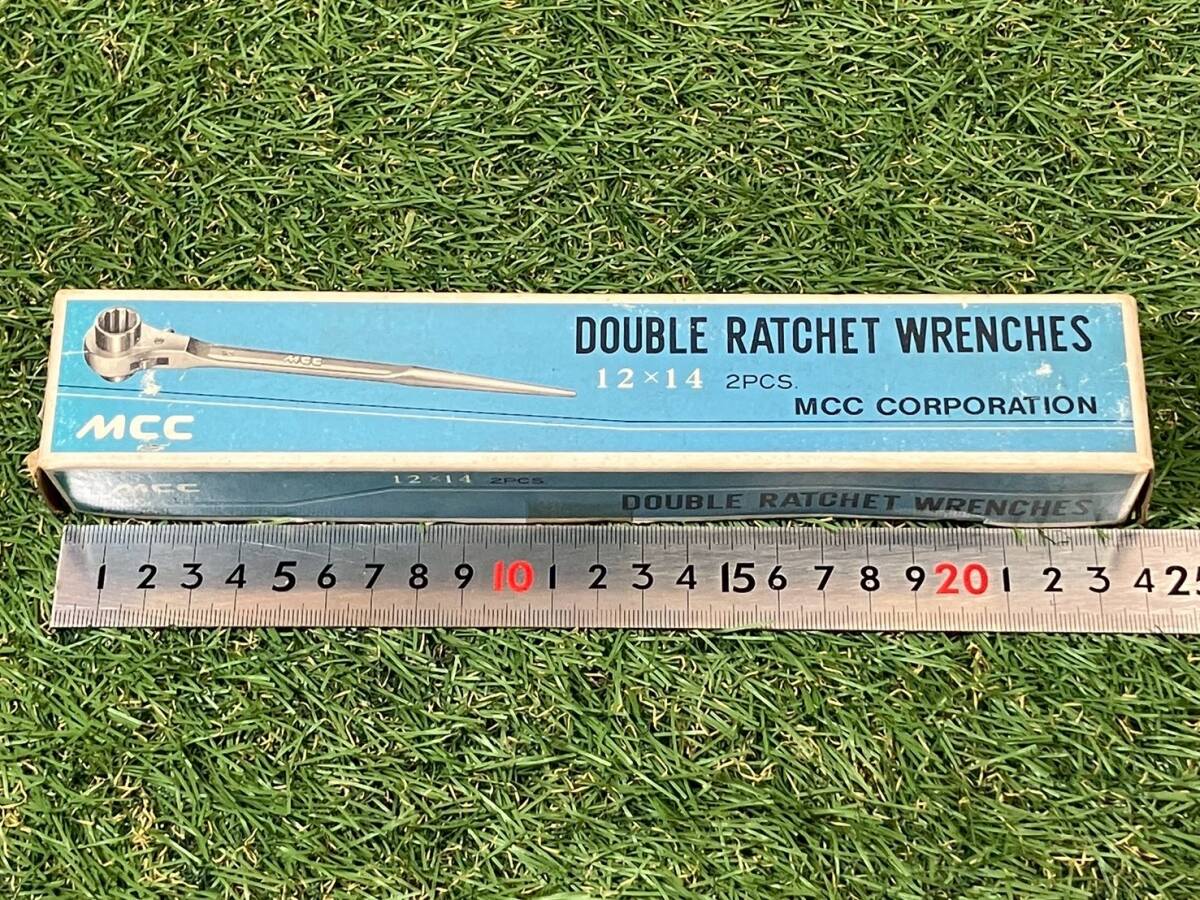 MCC
DOUBLE RATCHET WRENCHES
12×14 2PCS.
MCC CORPORATION
MCC
MCC
12×14 2PCS.
DOUBLE RATCHET WRENCHES
1 2 3 4 5 6 7 8 9 10 1 2 3 4 15 6 7 8 9 20 1 2 3 4 25